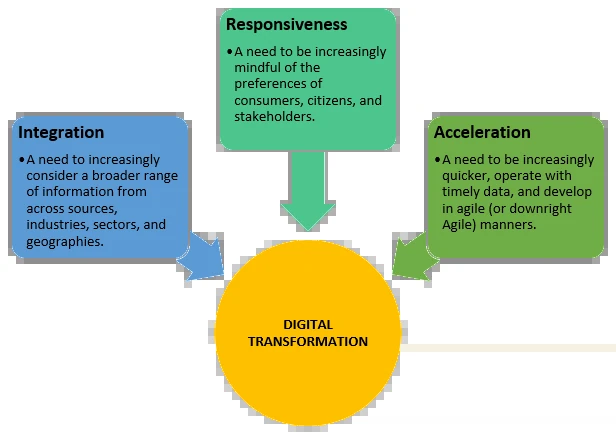 Responsiveness
•A need to be increasingly
mindful of the
preferences of
consumers, citizens, and
stakeholders.
Integration
•A need to increasingly
consider a broader range
of information from
across sources,
industries, sectors, and
geographies.
Acceleration
•A need to be increasingly
quicker, operate with
timely data, and develop
in agile (or downright
Agile) manners.
DIGITAL
TRANSFORMATION